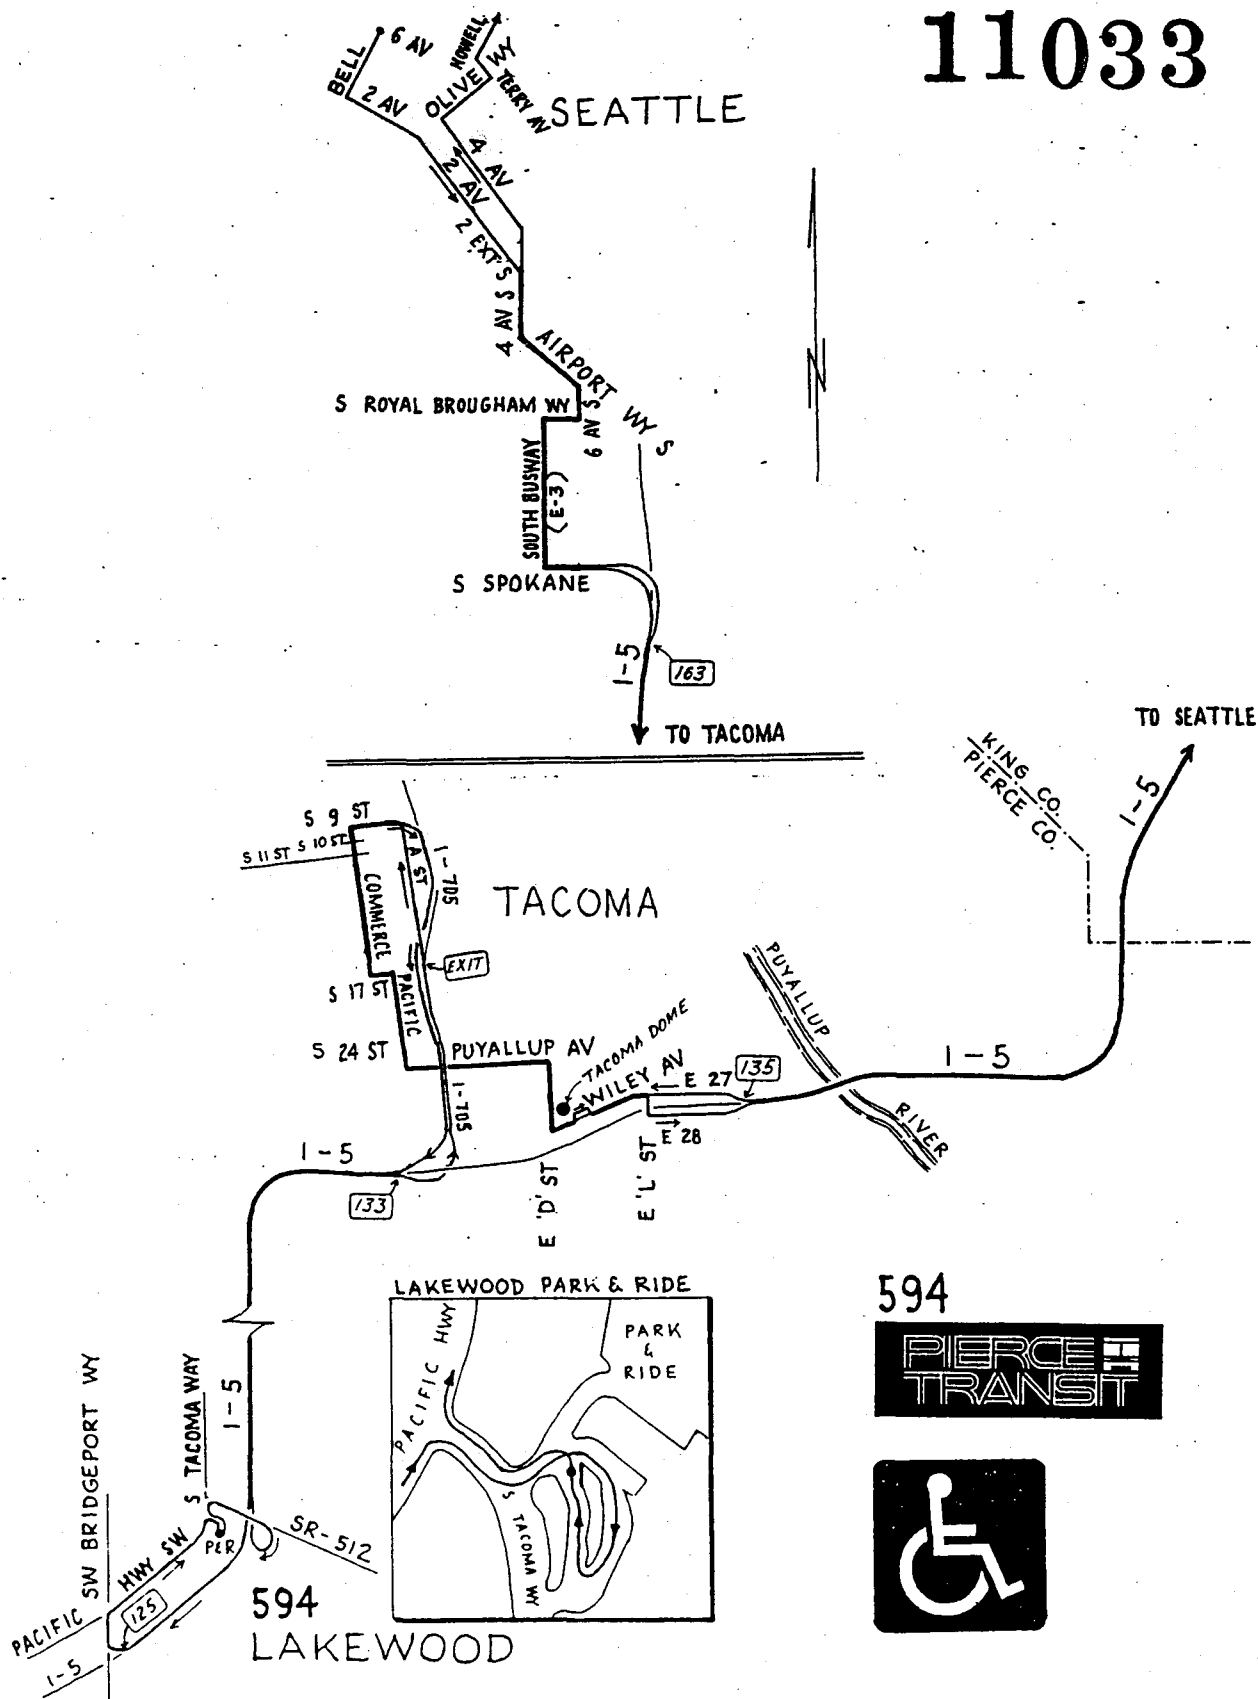 11033
6 AV
BELL
2 AV
HOWELL
OLIVE WY
TERRY AV
SEATTLE
4 AV
2 AV
2 EXT S
4 AV S
AIRPORT WY S
S ROYAL BROUGHAM WY
6 AV S
SOUTH BUSWAY
(E-3)
N
S SPOKANE
I-5
163
TO TACOMA
TO SEATTLE
KING CO.
PIERCE CO.
I-5
S 9 ST
S 10 ST
S 11 ST
A ST
I-705
COMMERCE
TACOMA
EXIT
S 17 ST
PACIFIC
PUYALLUP
RIVER
S 24 ST
PUYALLUP AV
TACOMA DOME
WILEY AV
E 27
135
I-5
I-705
E 28
I-5
133
E 'D' ST
E 'L' ST
LAKEWOOD PARK & RIDE
PACIFIC HWY
PARK
&
RIDE
S TACOMA WY
594
PIERCE
TRANSIT
SW BRIDGEPORT WY
S TACOMA WAY
I-5
SR-512
P&R
PACIFIC HWY SW
125
I-5
594
LAKEWOOD